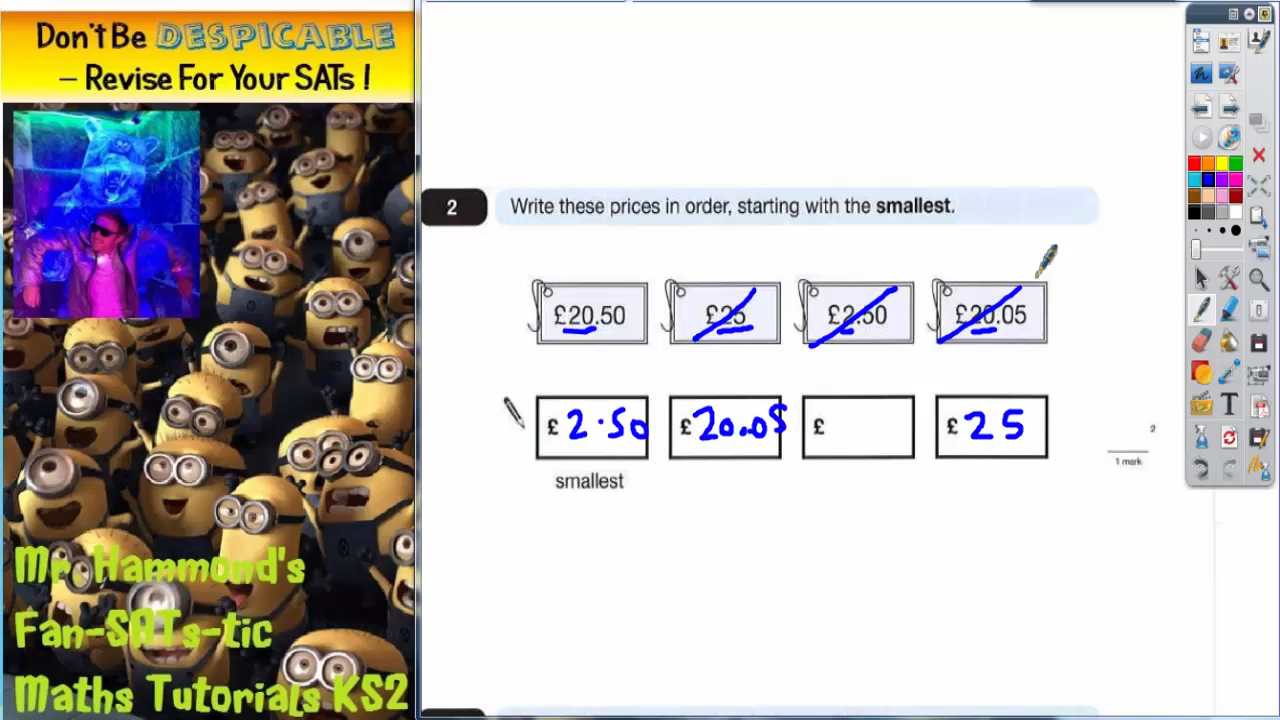 Don't Be DESPICABLE
– Revise For Your SATs !
Mr. Hammond's
Fan-SATs-tic
Maths Tutorials KS2
2 Write these prices in order, starting with the smallest.
£20.50 £25 £2.50 £20.05
£ 2.50 £ 20.05 £ £ 25
smallest
2
1 mark